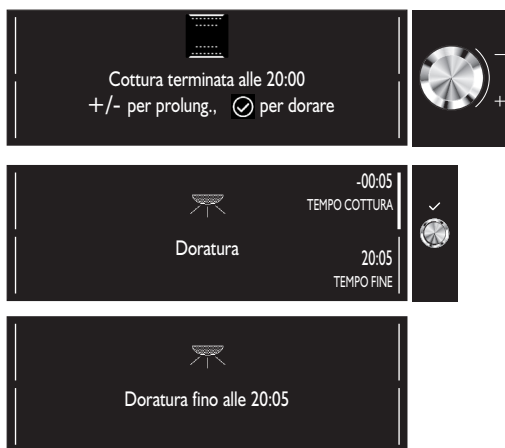 Cottura terminata alle 20:00
+/- per prolung., per dorare
-00:05
TEMPO COTTURA
Doratura
20:05
TEMPO FINE
Doratura fino alle 20:05